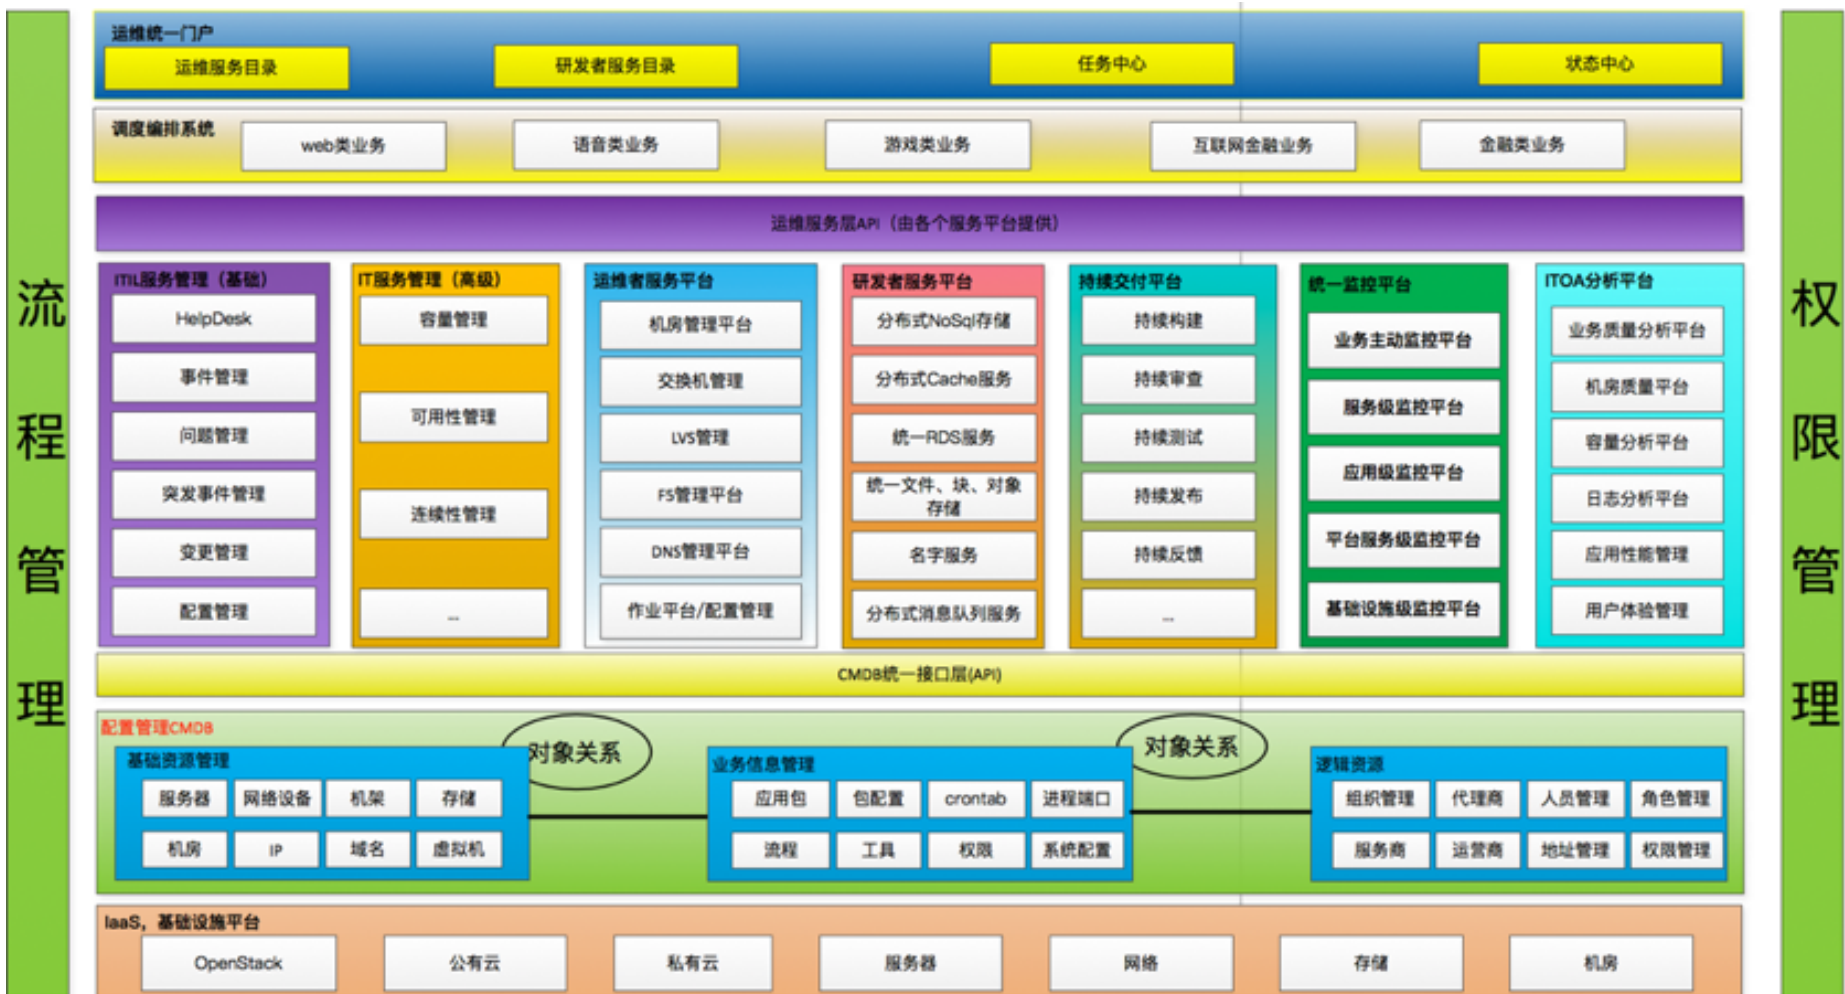 流程管理
运维统一门户
运维服务目录
研发者服务目录
任务中心
状态中心
调度编排系统
web类业务
语音类业务
游戏类业务
互联网金融业务
金融类业务
运维服务层API（由各个服务平台提供）
ITIL服务管理（基础）
HelpDesk
事件管理
问题管理
突发事件管理
变更管理
配置管理
IT服务管理（高级）
容量管理
可用性管理
连续性管理
...
运维者服务平台
机房管理平台
交换机管理
LVS管理
FS管理平台
DNS管理平台
作业平台/配置管理
研发者服务平台
分布式NoSql存储
分布式Cache服务
统一RDS服务
统一文件、块、对象
存储
名字服务
分布式消息队列服务
持续交付平台
持续构建
持续审查
持续测试
持续发布
持续反馈
...
统一监控平台
业务主动监控平台
服务级监控平台
应用级监控平台
平台服务级监控平台
基础设施级监控平台
ITOA分析平台
业务质量分析平台
机房质量平台
容量分析平台
日志分析平台
应用性能管理
用户体验管理
CMDB统一接口层(API)
配置管理CMDB
基础资源管理
服务器
网络设备
机架
存储
机房
IP
域名
虚拟机
对象关系
业务信息管理
应用包
包配置
crontab
进程端口
流程
工具
权限
系统配置
对象关系
逻辑资源
组织管理
代理商
人员管理
角色管理
服务商
运营商
地址管理
权限管理
IaaS，基础设施平台
OpenStack
公有云
私有云
服务器
网络
存储
机房
权限管理